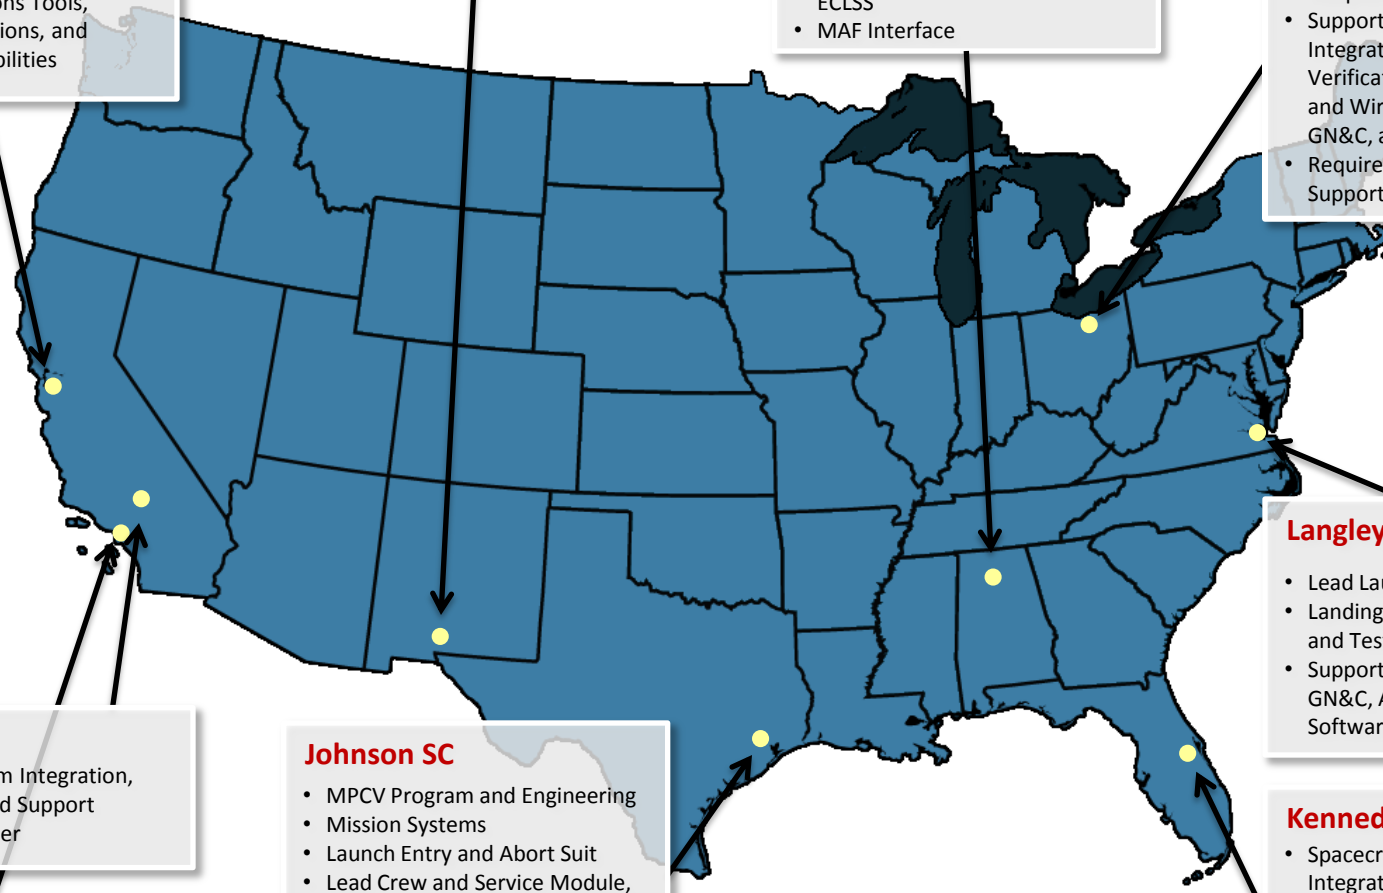 ons Tools,
ions, and
bilities
ECLSS
• MAF Interface
• Support
Integrat
Verificat
and Wir
GN&C, a
• Require
Support
Langley
• Lead Lau
• Landing
and Tes
• Support
GN&C, A
Softwar
m Integration,
d Support
er
Johnson SC
• MPCV Program and Engineering
• Mission Systems
• Launch Entry and Abort Suit
• Lead Crew and Service Module,
Kenned
• Spacecr
Integrat